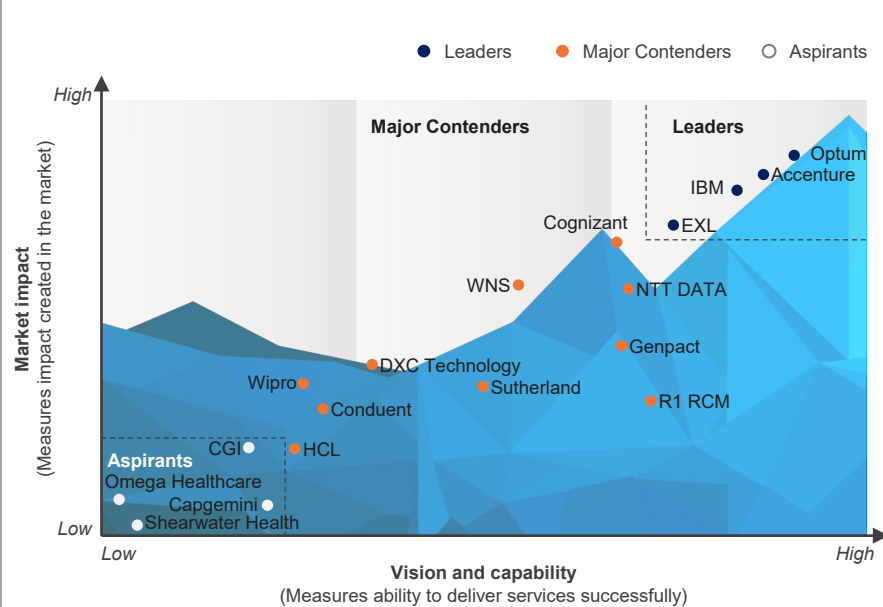 Leaders
Major Contenders
Aspirants
High
Major Contenders
Leaders
Optum
Accenture
IBM
EXL
Cognizant
WNS
NTT DATA
Genpact
DXC Technology
Wipro
Sutherland
R1 RCM
Conduent
CGI
HCL
Aspirants
Omega Healthcare
Capgemini
Shearwater Health
Market impact
(Measures impact created in the market)
Low
Low
High
Vision and capability
(Measures ability to deliver services successfully)